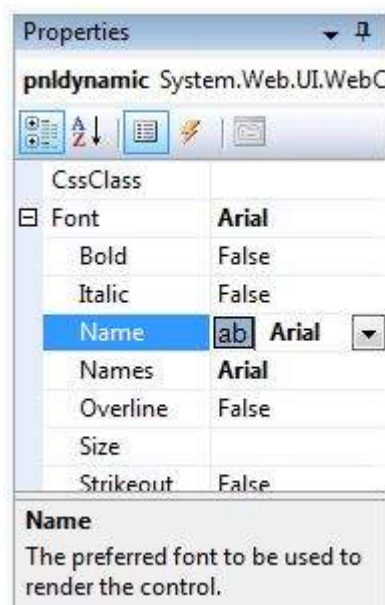 Properties
pnldynamic System.Web.UI.WebC
A
Z
CssClass
Font Arial
Bold False
Italic False
Name ab Arial
Names Arial
Overline False
Size
Strikeout False
Name
The preferred font to be used to
render the control.